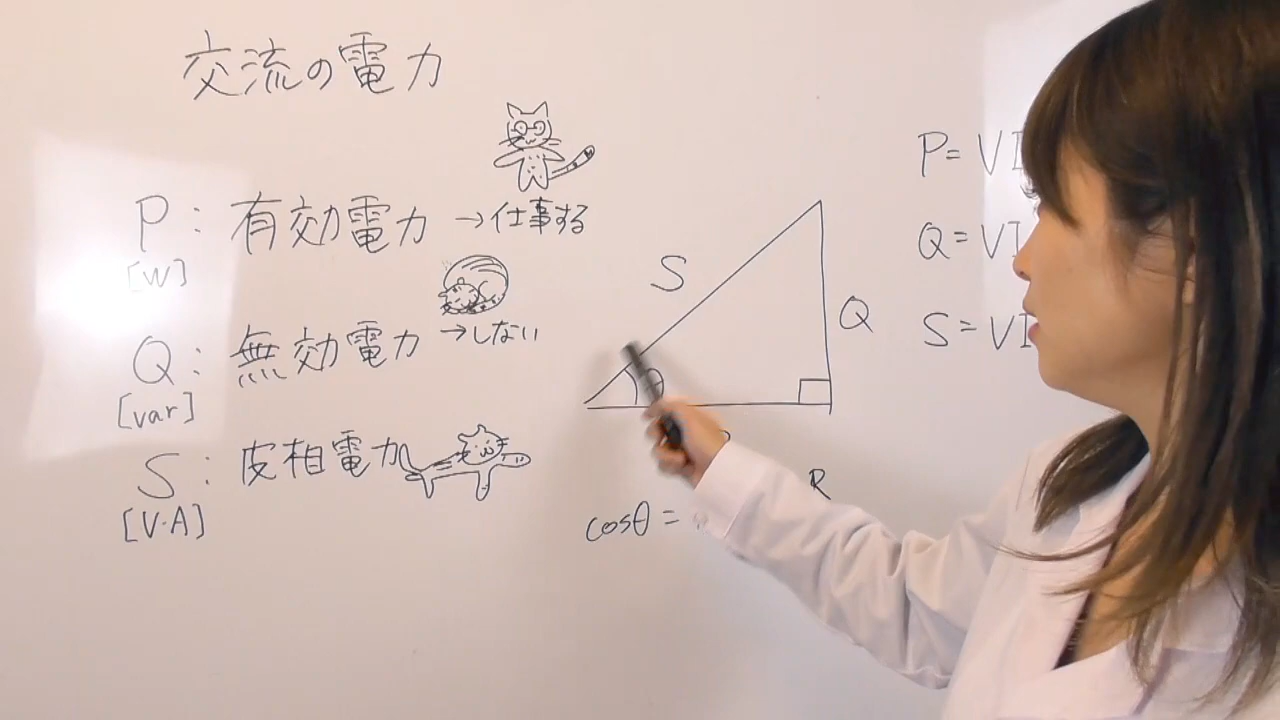 交流の電力
P: 有効電力 →仕事する
[W]
Q: 無効電力 →しない
[var]
S: 皮相電力
[V·A]
S
Q
θ
P=VI
Q=VI
S=VI
R
cosθ=